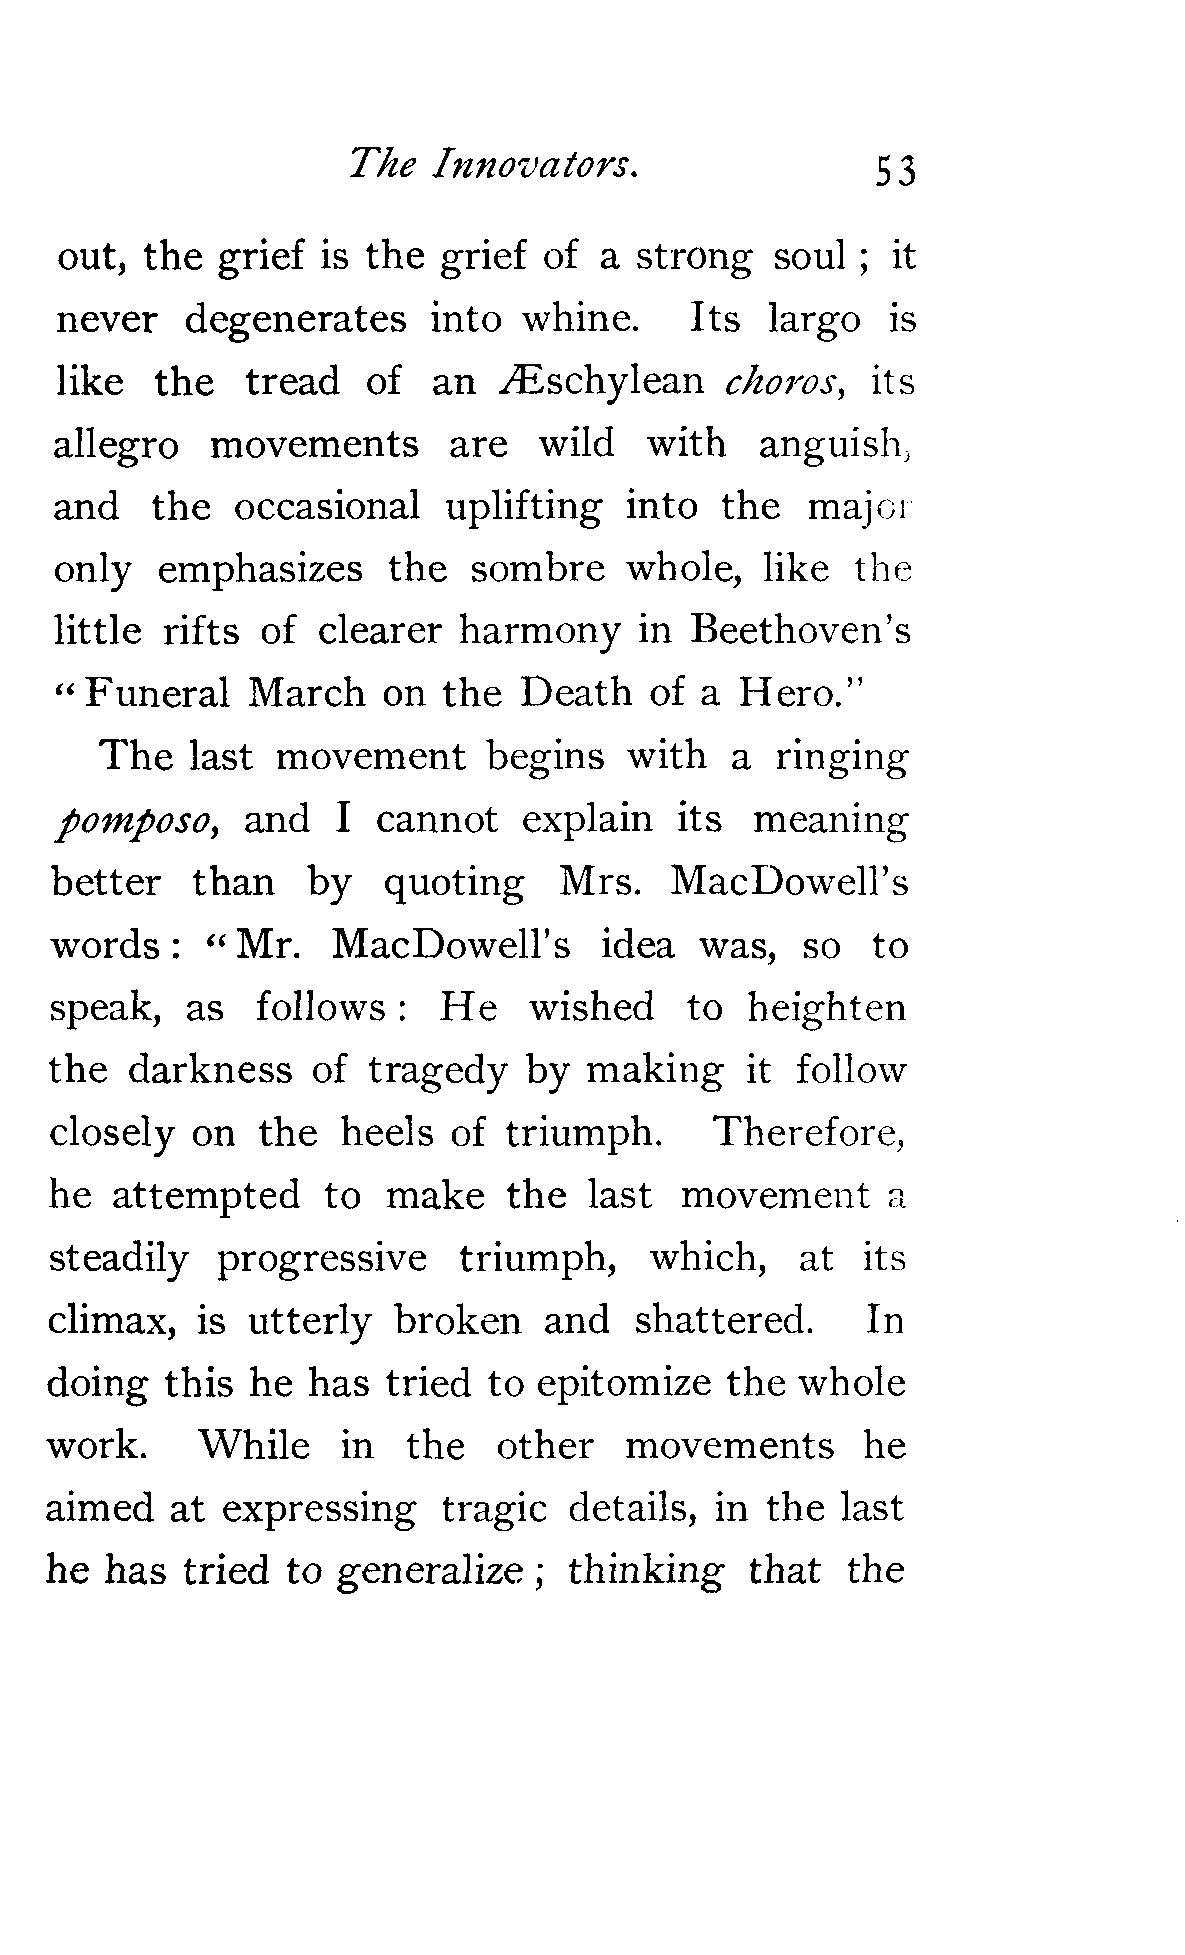 The Innovators. 53
out, the grief is the grief of a strong soul ; it
never degenerates into whine. Its largo is
like the tread of an Æschylean choros, its
allegro movements are wild with anguish,
and the occasional uplifting into the major
only emphasizes the sombre whole, like the
little rifts of clearer harmony in Beethoven's
“ Funeral March on the Death of a Hero.”
The last movement begins with a ringing
pomposo, and I cannot explain its meaning
better than by quoting Mrs. MacDowell's
words : “ Mr. MacDowell's idea was, so to
speak, as follows : He wished to heighten
the darkness of tragedy by making it follow
closely on the heels of triumph. Therefore,
he attempted to make the last movement a
steadily progressive triumph, which, at its
climax, is utterly broken and shattered. In
doing this he has tried to epitomize the whole
work. While in the other movements he
aimed at expressing tragic details, in the last
he has tried to generalize ; thinking that the